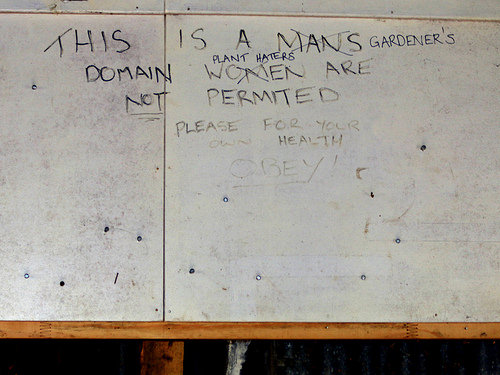 THIS IS A MANS GARDENER'S
PLANT HATERS
DOMAIN WOMEN ARE
NOT PERMITED
PLEASE FOR YOUR
OWN HEALTH
OBEY!